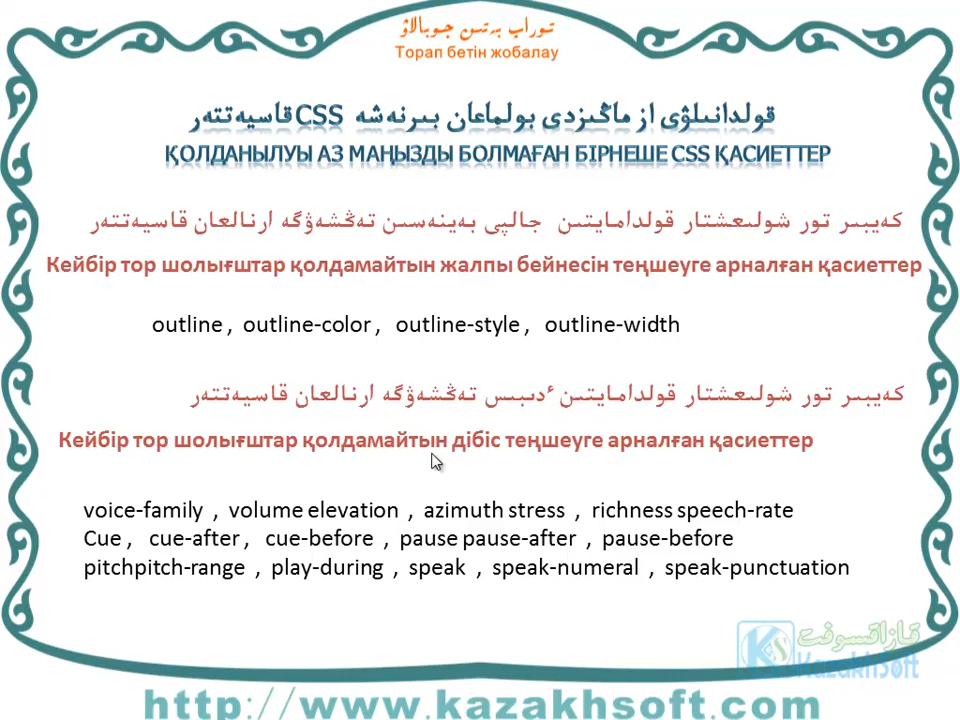 توراپ بەتىن جوبالاۋ
Торап бетін жобалау
قولدانىلۋى از ماڭىزدى بولماعان بىرنەشە CSS قاسيەتتەر
ҚОЛДАНЫЛУЫ АЗ МАҢЫЗДЫ БОЛМАҒАН БІРНЕШЕ CSS ҚАСИЕТТЕР
كەيبىر تور شولىعشتار قولدامايتىن جالپى بەينەسىن تەڭشەۋگە ارنالعان قاسيەتتەر
Кейбір тор шолығштар қолдамайтын жалпы бейнесін теңшеуге арналған қасиеттер
outline , outline-color , outline-style , outline-width
كەيبىر تور شولىعشتار قولدامايتىن ٴدىبىس تەڭشەۋگە ارنالعان قاسيەتتەر
Кейбір тор шолығштар қолдамайтын дібіс теңшеуге арналған қасиеттер
voice-family , volume elevation , azimuth stress , richness speech-rate
Cue , cue-after , cue-before , pause pause-after , pause-before
pitchpitch-range , play-during , speak , speak-numeral , speak-punctuation
قازاقسوفت
KazakhSoft
http://www.kazakhsoft.com